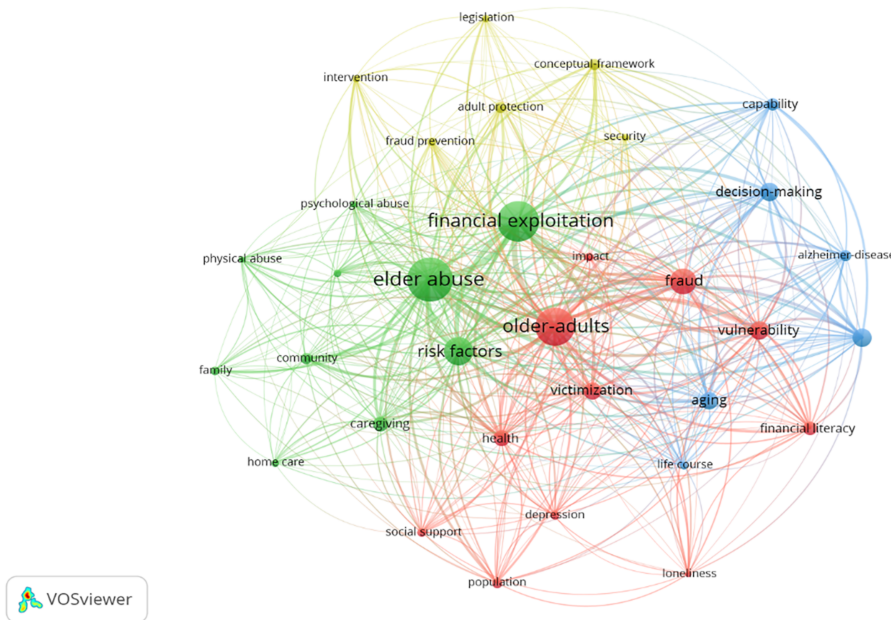 legislation
conceptual-framework
intervention
capability
adult protection
security
fraud prevention
decision-making
psychological abuse
financial exploitation
physical abuse
impact
alzheimer-disease
elder abuse
fraud
older-adults
vulnerability
risk factors
community
family
victimization
aging
caregiving
financial literacy
health
home care
life course
depression
social support
loneliness
population
VOSviewer